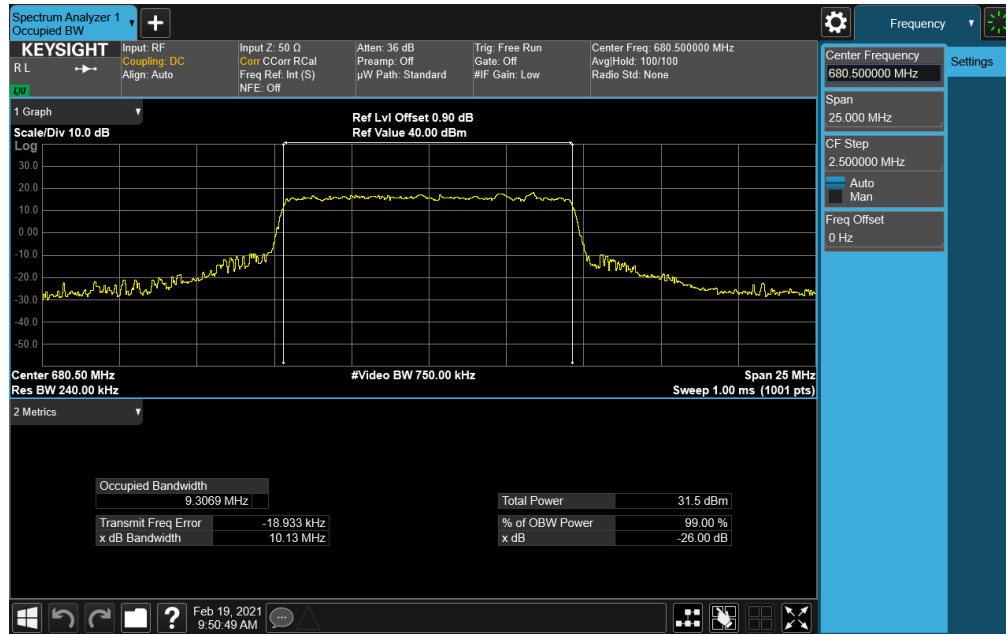 Spectrum Analyzer 1
Occupied BW
Frequency
KEYSIGHT
R L
LXI
Input: RF
Coupling: DC
Align: Auto
Input Z: 50 Ω
Corr CCorr RCal
Freq Ref: Int (S)
NFE: Off
Atten: 36 dB
Preamp: Off
µW Path: Standard
Trig: Free Run
Gate: Off
#IF Gain: Low
Center Freq: 680.500000 MHz
Avg|Hold: 100/100
Radio Std: None
Center Frequency
680.500000 MHz
Settings
Span
25.000 MHz
CF Step
2.500000 MHz
Auto
Man
Freq Offset
0 Hz
1 Graph
Scale/Div 10.0 dB
Ref Lvl Offset 0.90 dB
Ref Value 40.00 dBm
Log
30.0
20.0
10.0
0.00
-10.0
-20.0
-30.0
-40.0
-50.0
Center 680.50 MHz
Res BW 240.00 kHz
#Video BW 750.00 kHz
Span 25 MHz
Sweep 1.00 ms (1001 pts)
2 Metrics
Occupied Bandwidth
9.3069 MHz
Total Power 31.5 dBm
Transmit Freq Error -18.933 kHz
% of OBW Power 99.00 %
x dB Bandwidth 10.13 MHz
x dB -26.00 dB
Feb 19, 2021
9:50:49 AM